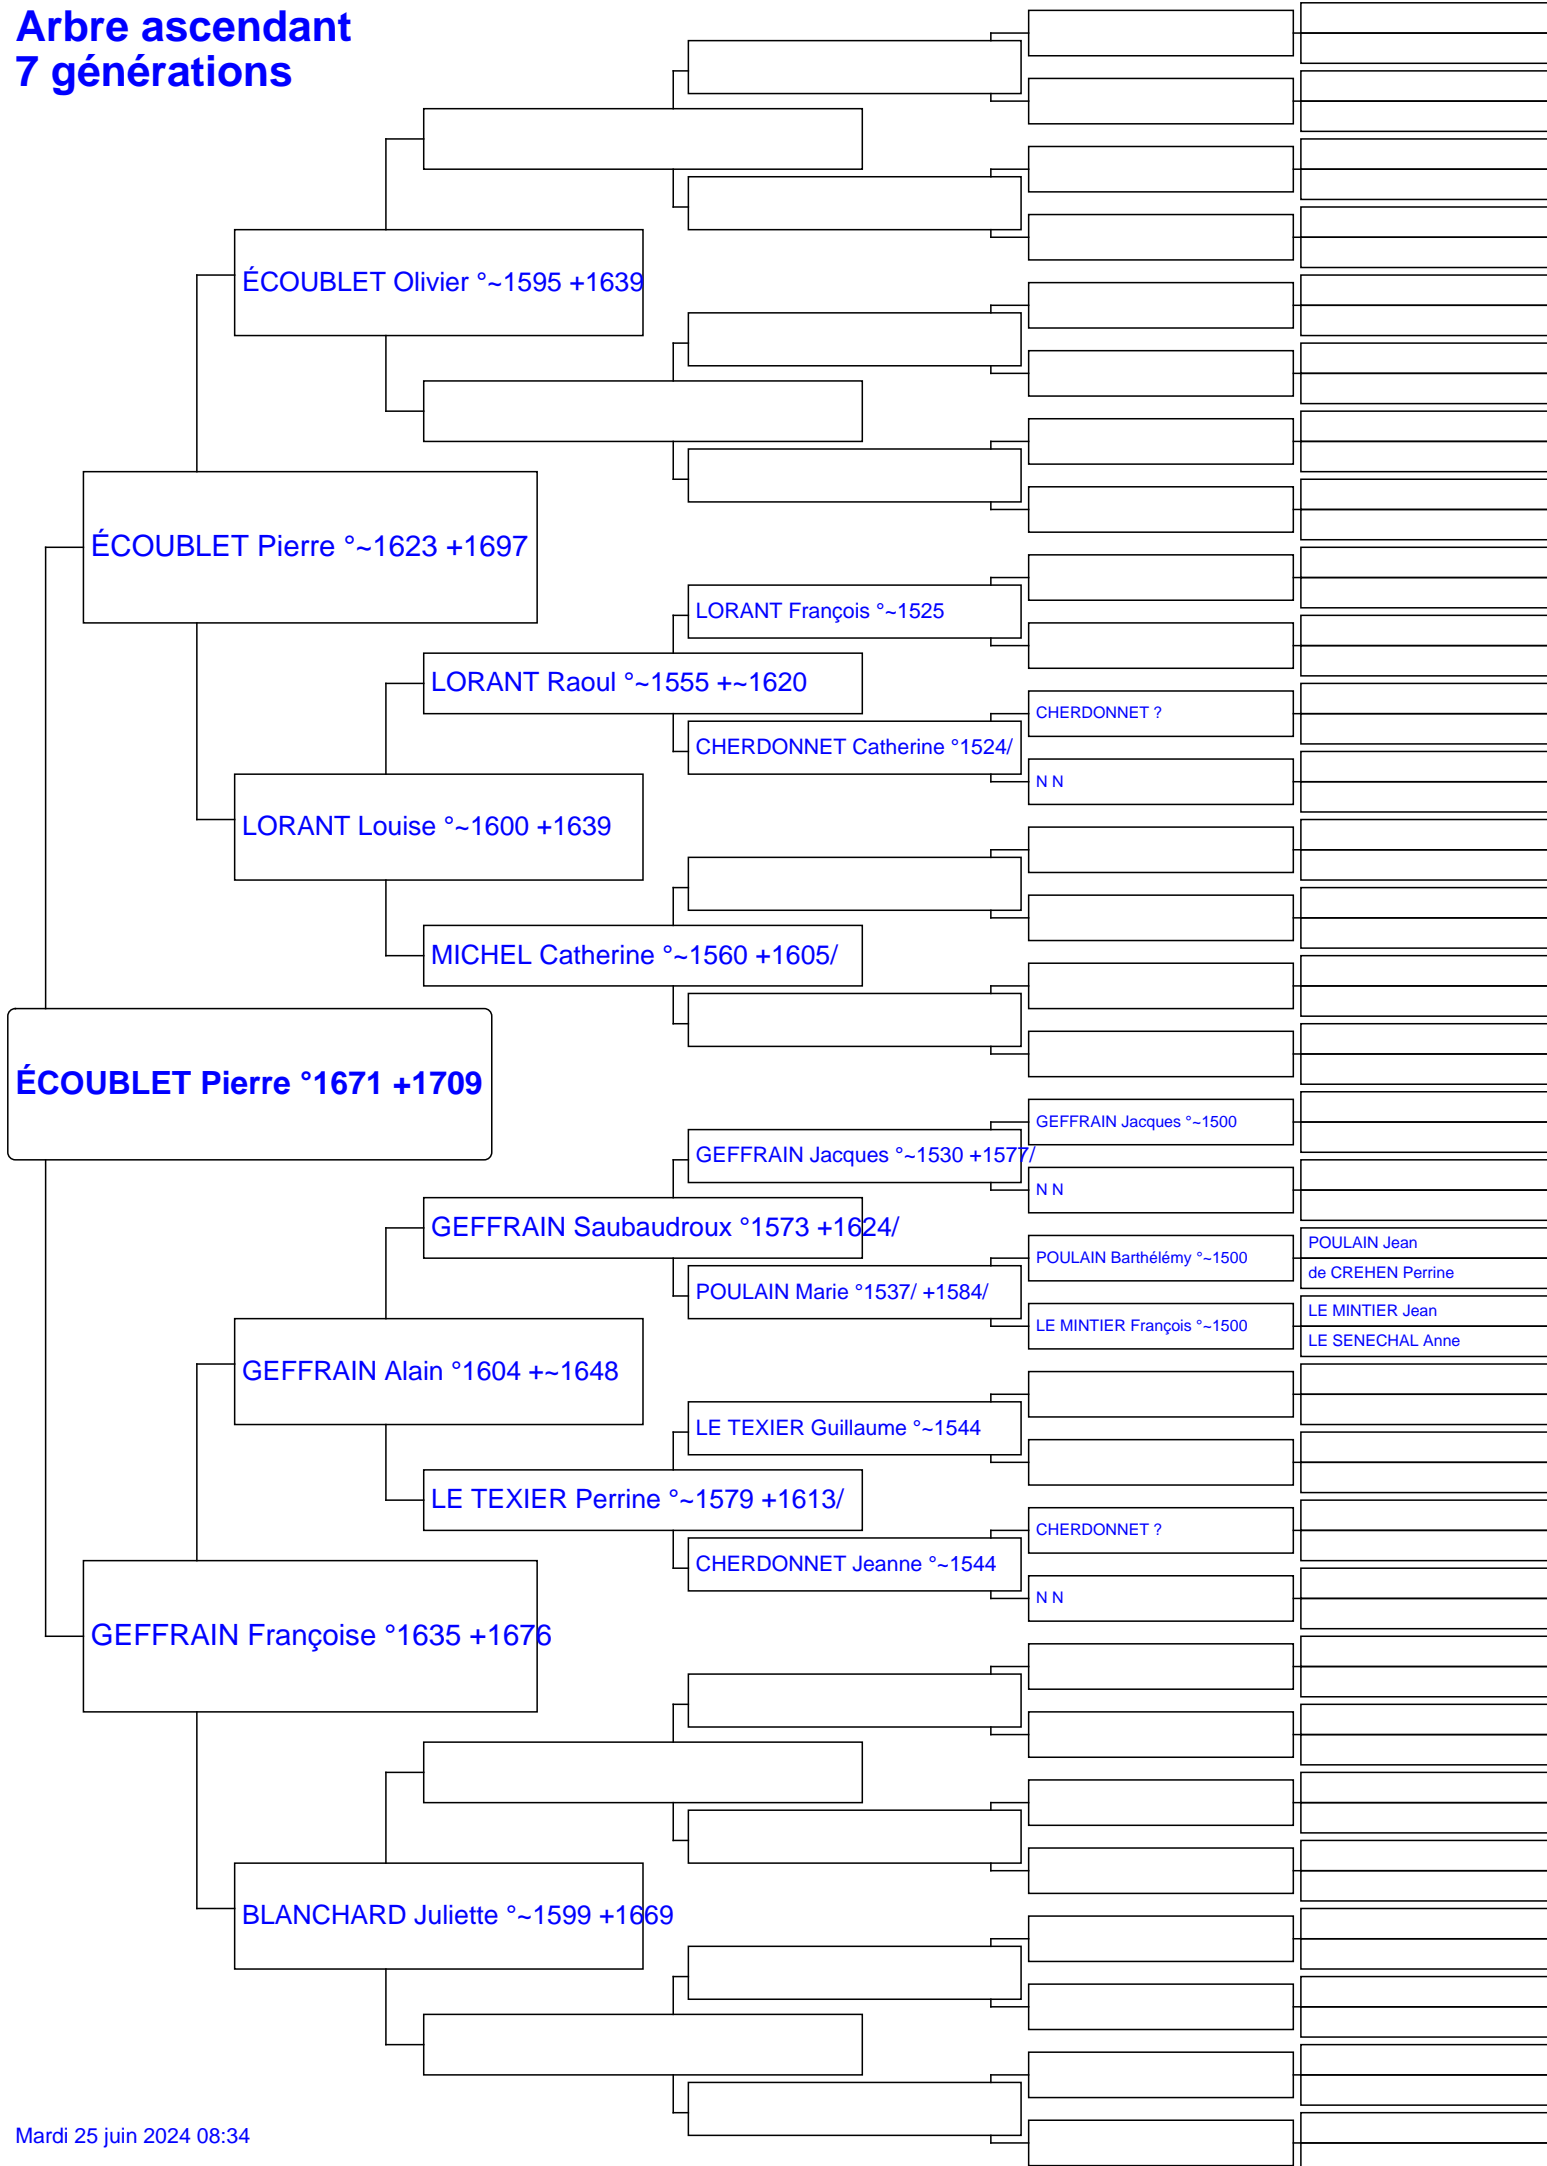 Arbre ascendant
7 générations
ÉCOUBLET Olivier °~1595 +1639
ÉCOUBLET Pierre °~1623 +1697
LORANT François °~1525
LORANT Raoul °~1555 +~1620
CHERDONNET ?
CHERDONNET Catherine °1524/
N N
LORANT Louise °~1600 +1639
MICHEL Catherine °~1560 +1605/
ÉCOUBLET Pierre °1671 +1709
GEFFRAIN Jacques °~1500
GEFFRAIN Jacques °~1530 +1577/
N N
GEFFRAIN Saubaudroux °1573 +1624/
POULAIN Jean
POULAIN Barthélémy °~1500
de CREHEN Perrine
POULAIN Marie °1537/ +1584/
LE MINTIER Jean
LE MINTIER François °~1500
LE SENECHAL Anne
GEFFRAIN Alain °1604 +~1648
LE TEXIER Guillaume °~1544
LE TEXIER Perrine °~1579 +1613/
CHERDONNET ?
CHERDONNET Jeanne °~1544
N N
GEFFRAIN Françoise °1635 +1676
BLANCHARD Juliette °~1599 +1669
Mardi 25 juin 2024 08:34